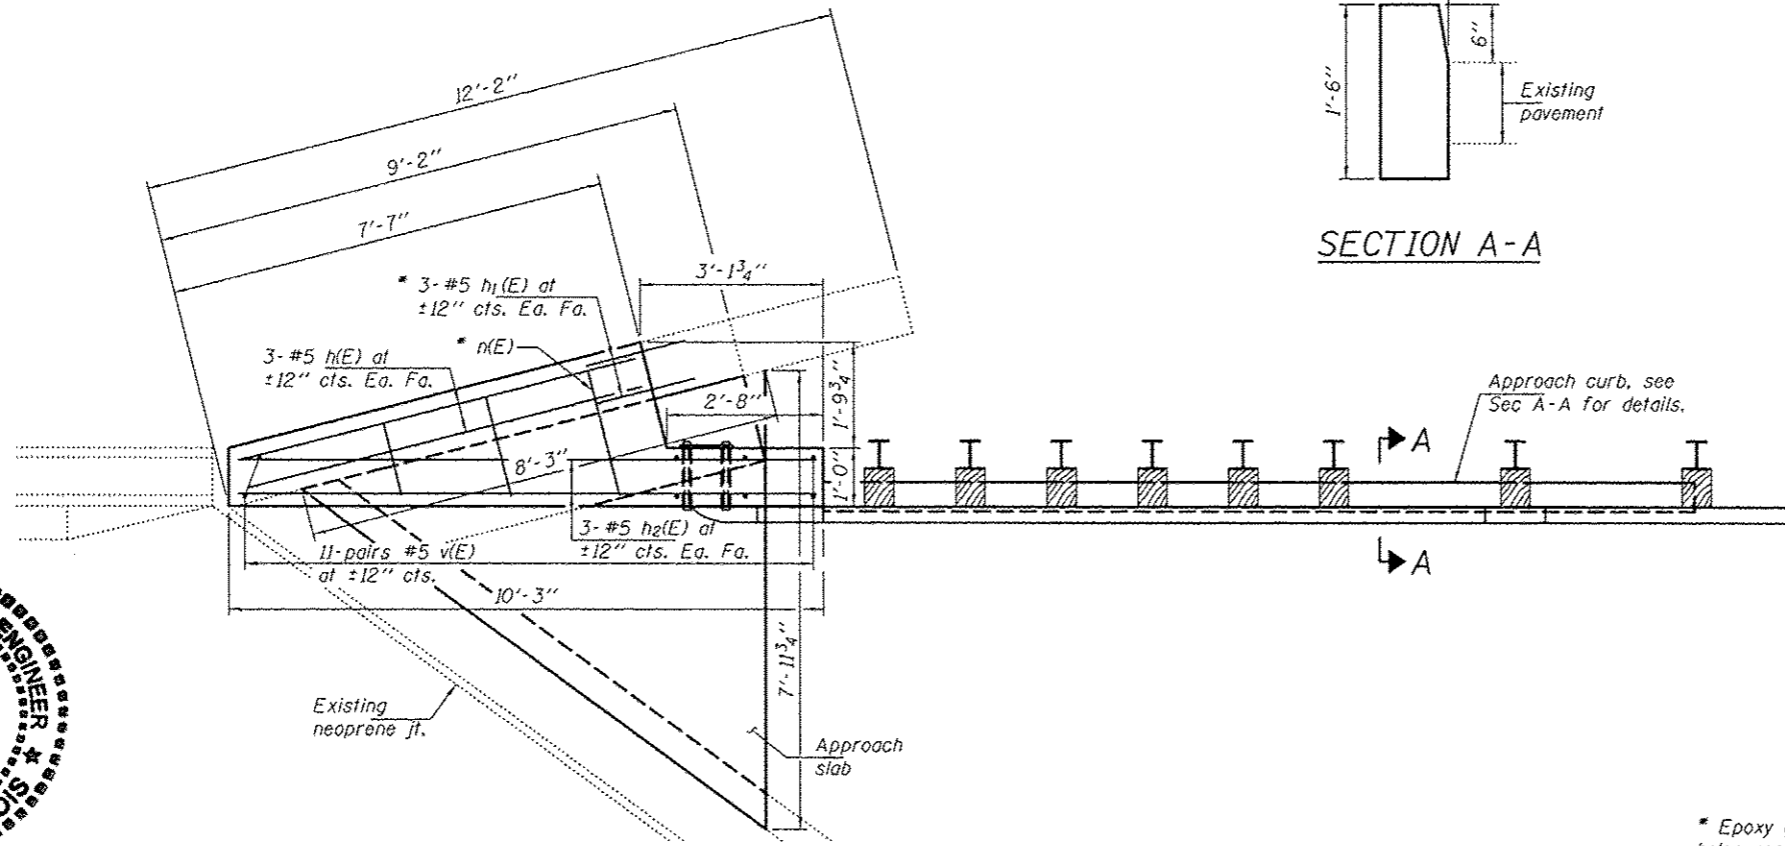 12'-2"
9'-2"
7'-7"
3'-1¾"
* 3- #5 h₁(E) at
±12" cts. Ea. Fa.
* n(E)
3- #5 h(E) at
±12" cts. Ea. Fa.
2'-8"
1'-9¾"
8'-3"
1'-0"
3- #5 h₂(E) at
±12" cts. Ea. Fa.
11-pairs #5 v(E)
at ±12" cts.
10'-3"
7'-11¾"
Existing
neoprene jt.
Approach
slab
1'-6"
6"
Existing
pavement
SECTION A-A
Approach curb, see
Sec A-A for details.
A
A
ENGINEER
* Epoxy